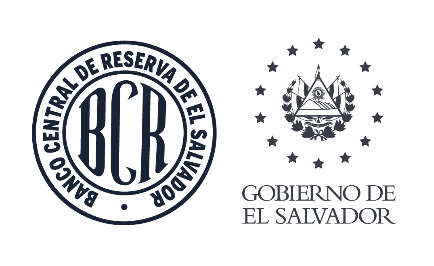 BANCO CENTRAL DE RESERVA DE EL SALVADOR
BCR
GOBIERNO DE
EL SALVADOR